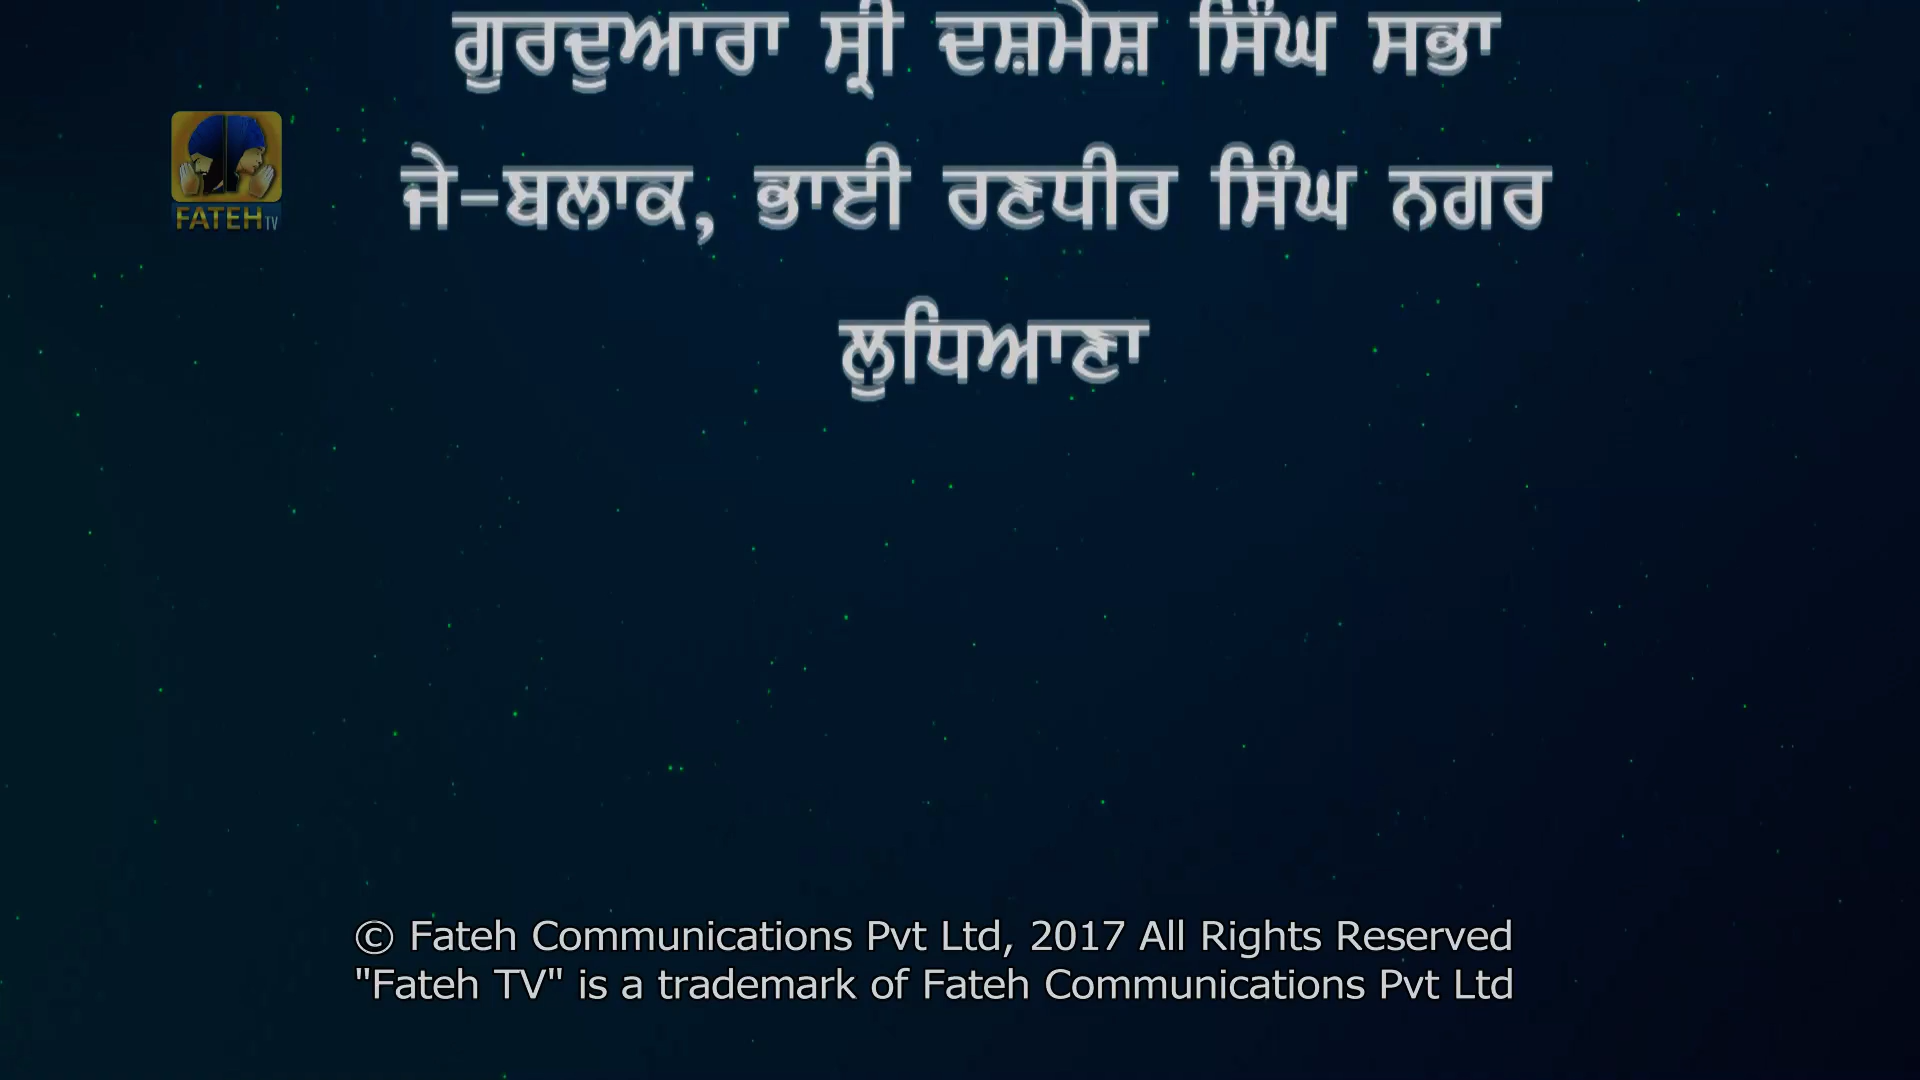 ਗੁਰਦੁਆਰਾ ਸ੍ਰੀ ਦਸ਼ਮੇਸ਼ ਸਿੰਘ ਸਭਾ
FATEH TV
ਜੇ-ਬਲਾਕ, ਭਾਈ ਰਣਧੀਰ ਸਿੰਘ ਨਗਰ
ਲੁਧਿਆਣਾ
© Fateh Communications Pvt Ltd, 2017 All Rights Reserved
"Fateh TV" is a trademark of Fateh Communications Pvt Ltd